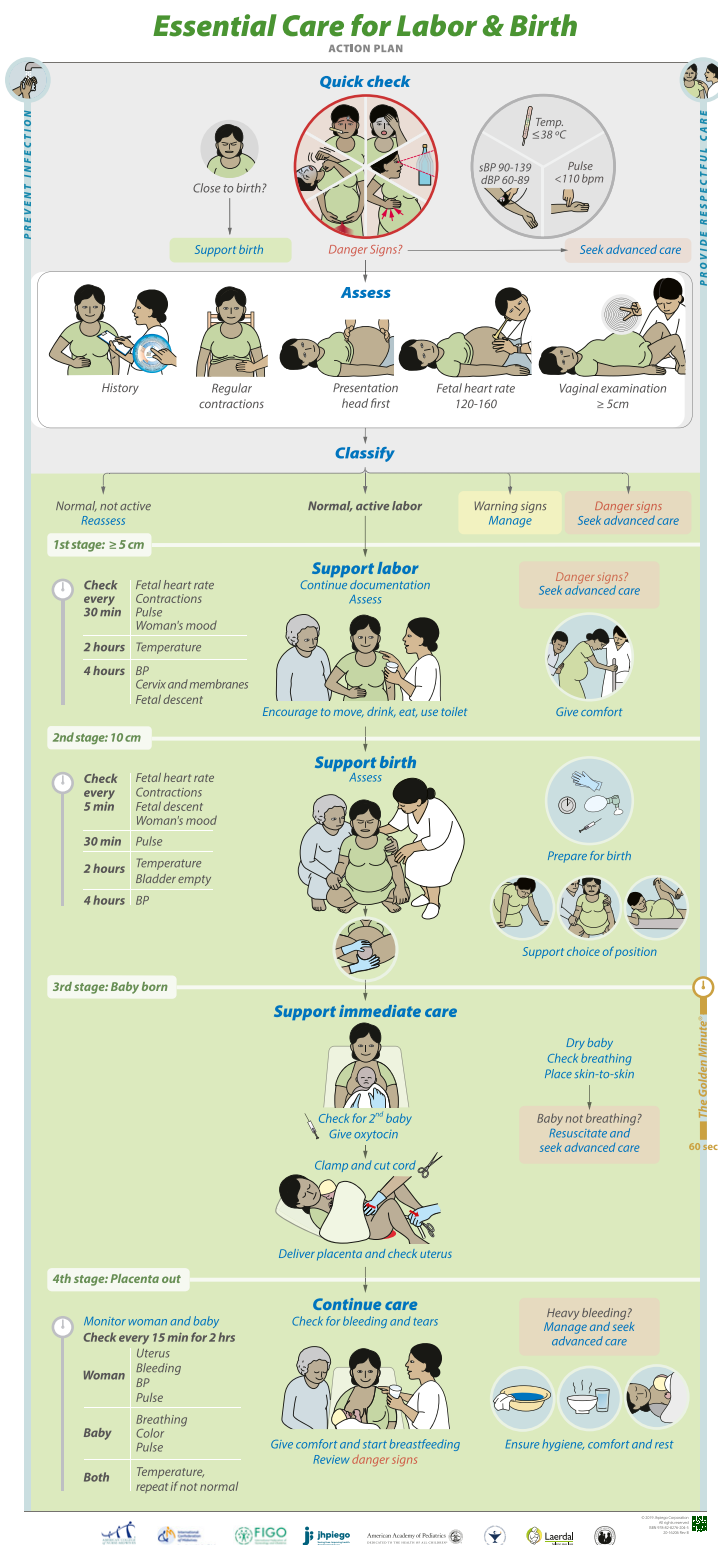 Essential Care for Labor & Birth
ACTION PLAN
PREVENT INFECTION
PROVIDE RESPECTFUL CARE
Quick check
Close to birth?
Support birth
Temp.
≤38 ºC
sBP 90-139
dBP 60-89
Pulse
<110 bpm
Danger Signs?
Seek advanced care
Assess
History
Regular
contractions
Presentation
head first
Fetal heart rate
120-160
Vaginal examination
≥ 5cm
Classify
Normal, not active
Reassess
Normal, active labor
Warning signs
Manage
Danger signs
Seek advanced care
1st stage: ≥ 5 cm
Check
every
30 min
Fetal heart rate
Contractions
Pulse
Woman's mood
2 hours
Temperature
4 hours
BP
Cervix and membranes
Fetal descent
Support labor
Continue documentation
Assess
Encourage to move, drink, eat, use toilet
Danger signs?
Seek advanced care
Give comfort
2nd stage: 10 cm
Check
every
5 min
Fetal heart rate
Contractions
Fetal descent
Woman's mood
30 min
Pulse
2 hours
Temperature
Bladder empty
4 hours
BP
Support birth
Assess
Prepare for birth
Support choice of position
3rd stage: Baby born
Support immediate care
Check for 2nd baby
Give oxytocin
Clamp and cut cord
Deliver placenta and check uterus
Dry baby
Check breathing
Place skin-to-skin
Baby not breathing?
Resuscitate and
seek advanced care
The Golden Minute®
60 sec
4th stage: Placenta out
Monitor woman and baby
Check every 15 min for 2 hrs
Woman
Uterus
Bleeding
BP
Pulse
Baby
Breathing
Color
Pulse
Both
Temperature,
repeat if not normal
Continue care
Check for bleeding and tears
Give comfort and start breastfeeding
Review danger signs
Heavy bleeding?
Manage and seek
advanced care
Ensure hygiene, comfort and rest
FIGO
jhpiego
American Academy of Pediatrics
DEDICATED TO THE HEALTH OF ALL CHILDREN
Laerdal